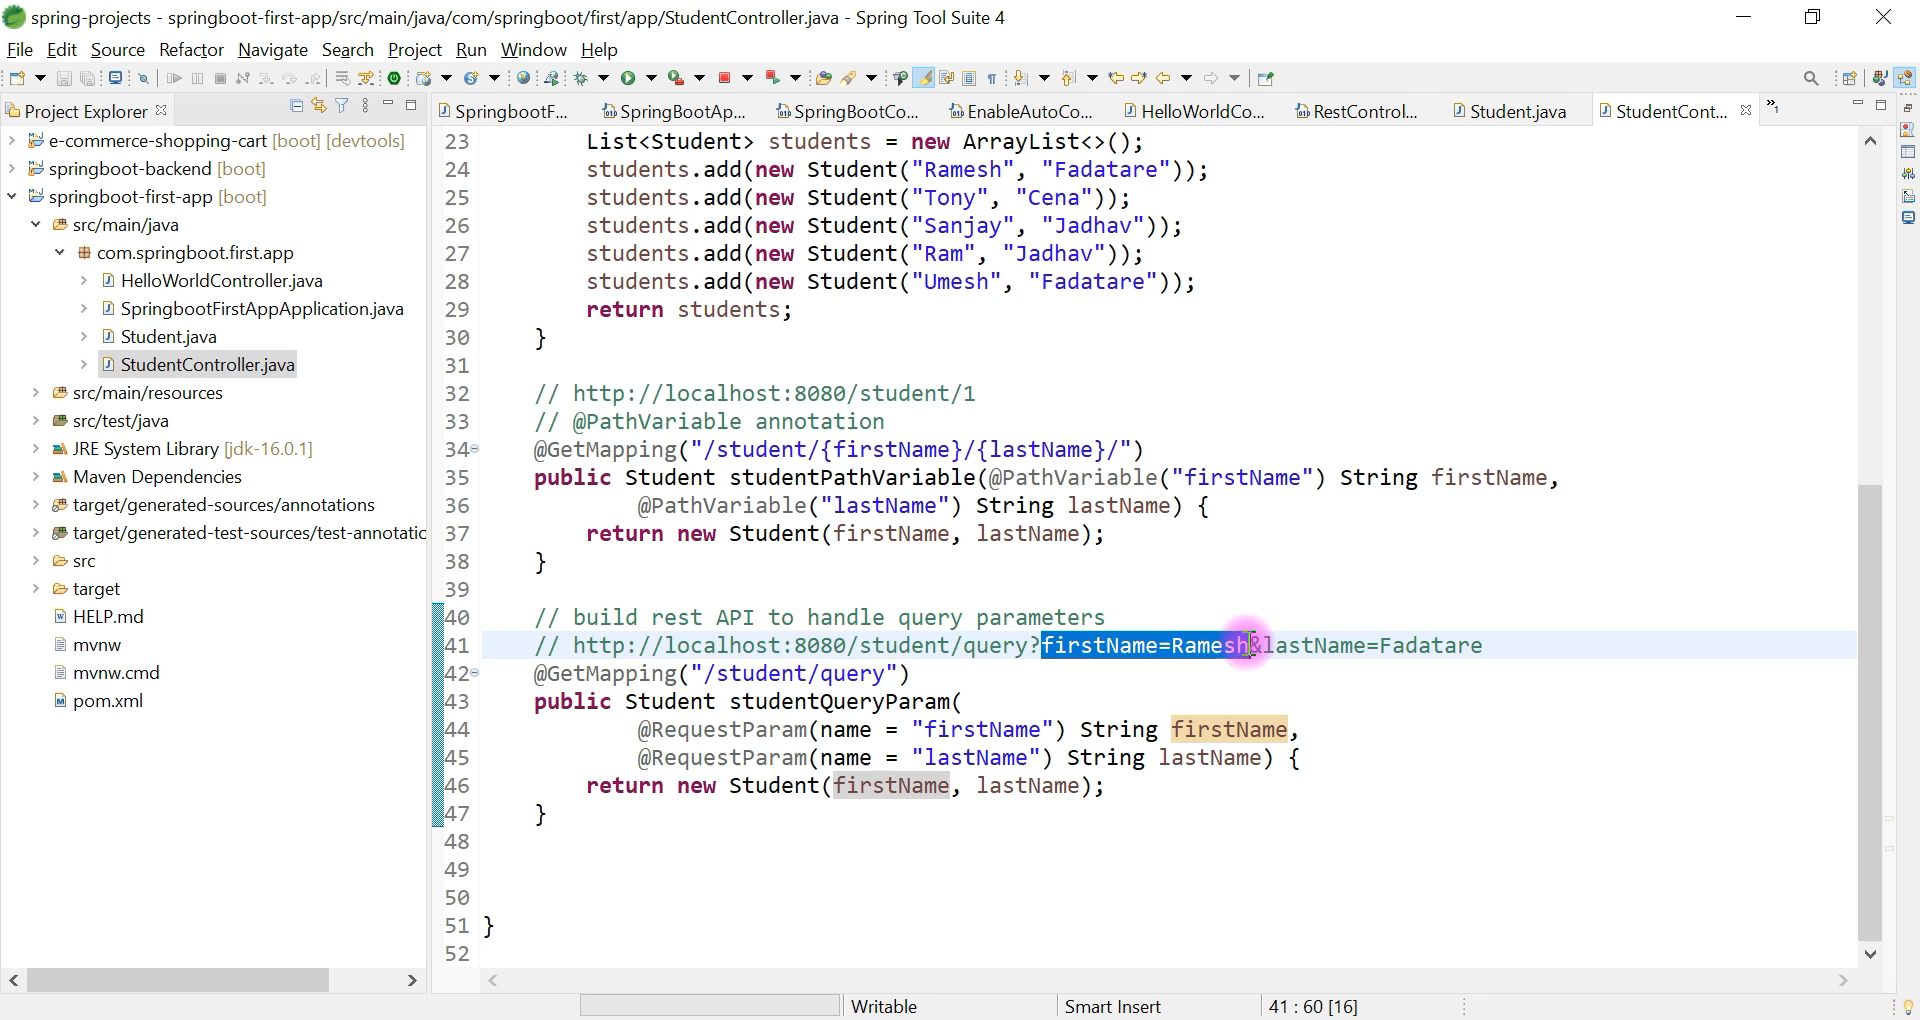 spring-projects - springboot-first-app/src/main/java/com/springboot/first/app/StudentController.java - Spring Tool Suite 4
File Edit Source Refactor Navigate Search Project Run Window Help
Project Explorer
SpringbootF... SpringBootAp... SpringBootCo... EnableAutoCo... HelloWorldCo... RestControl... Student.java StudentCont... »1
e-commerce-shopping-cart [boot] [devtools]
springboot-backend [boot]
springboot-first-app [boot]
src/main/java
com.springboot.first.app
HelloWorldController.java
SpringbootFirstAppApplication.java
Student.java
StudentController.java
src/main/resources
src/test/java
JRE System Library [jdk-16.0.1]
Maven Dependencies
target/generated-sources/annotations
target/generated-test-sources/test-annotatic
src
target
HELP.md
mvnw
mvnw.cmd
pom.xml
23 List<Student> students = new ArrayList<>();
24 students.add(new Student("Ramesh", "Fadatare"));
25 students.add(new Student("Tony", "Cena"));
26 students.add(new Student("Sanjay", "Jadhav"));
27 students.add(new Student("Ram", "Jadhav"));
28 students.add(new Student("Umesh", "Fadatare"));
29 return students;
30 }
31
32 // http://localhost:8080/student/1
33 // @PathVariable annotation
34 @GetMapping("/student/{firstName}/{lastName}/")
35 public Student studentPathVariable(@PathVariable("firstName") String firstName,
36 @PathVariable("lastName") String lastName) {
37 return new Student(firstName, lastName);
38 }
39
40 // build rest API to handle query parameters
41 // http://localhost:8080/student/query?firstName=Ramesh&lastName=Fadatare
42 @GetMapping("/student/query")
43 public Student studentQueryParam(
44 @RequestParam(name = "firstName") String firstName,
45 @RequestParam(name = "lastName") String lastName) {
46 return new Student(firstName, lastName);
47 }
48
49
50
51 }
52
Writable Smart Insert 41 : 60 [16]